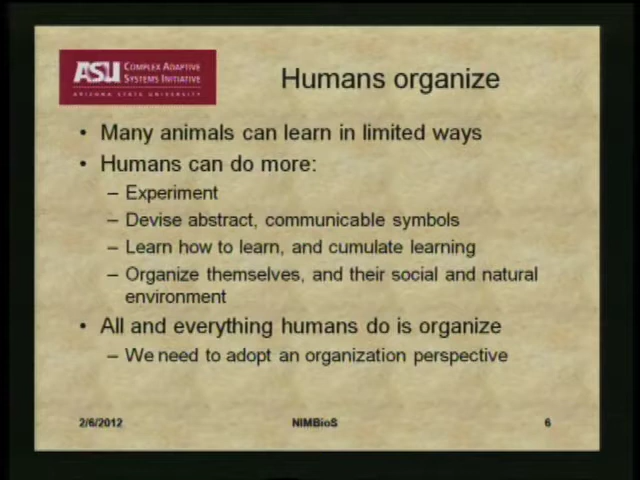 ASU COMPLEX ADAPTIVE
SYSTEMS INITIATIVE
ARIZONA STATE UNIVERSITY
Humans organize
• Many animals can learn in limited ways
• Humans can do more:
– Experiment
– Devise abstract, communicable symbols
– Learn how to learn, and cumulate learning
– Organize themselves, and their social and natural
environment
• All and everything humans do is organize
– We need to adopt an organization perspective
2/6/2012 NIMBioS 6